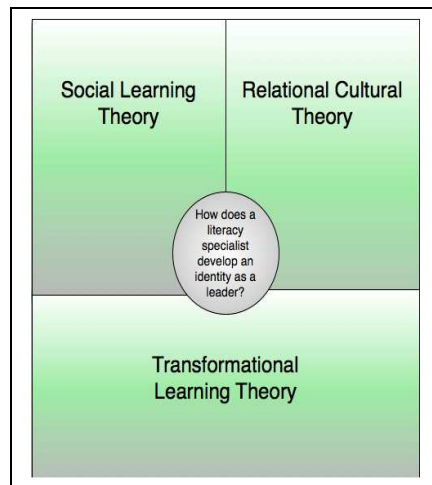 Social Learning
Theory
Relational Cultural
Theory
How does a
literacy
specialist
develop an
identity as a
leader?
Transformational
Learning Theory